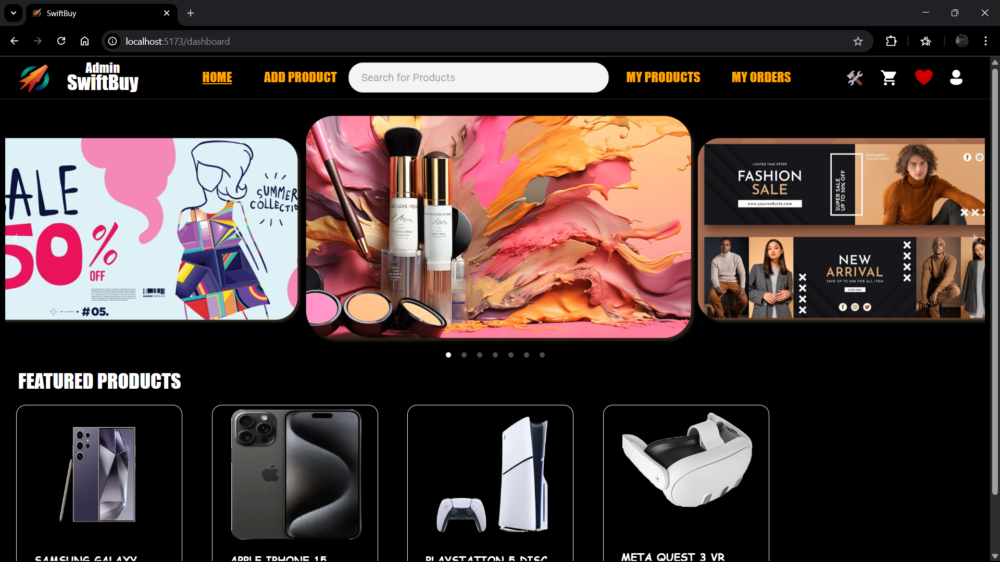 SwiftBuy
localhost:5173/dashboard
Admin
SwiftBuy
HOME
ADD PRODUCT
Search for Products
MY PRODUCTS
MY ORDERS
ALE
50%
OFF
SUMMER
COLLECTIO
BANNER TEMPLATE
#05.
LIMITED TIME OFFER
FASHION
SALE
www.yourwebsite.com
SUPER SALE
UP TO 50% OFF
DESIGNER\\\
COLLECTIONS
NEW
ARRIVAL
SAVE UP TO 50% FOR ALL ITEM
SHOP NOW
FEATURED PRODUCTS
SAMSUNG GALAXY
APPLE IPHONE 15
PLAYSTATION 5 DISC
META QUEST 3 VR